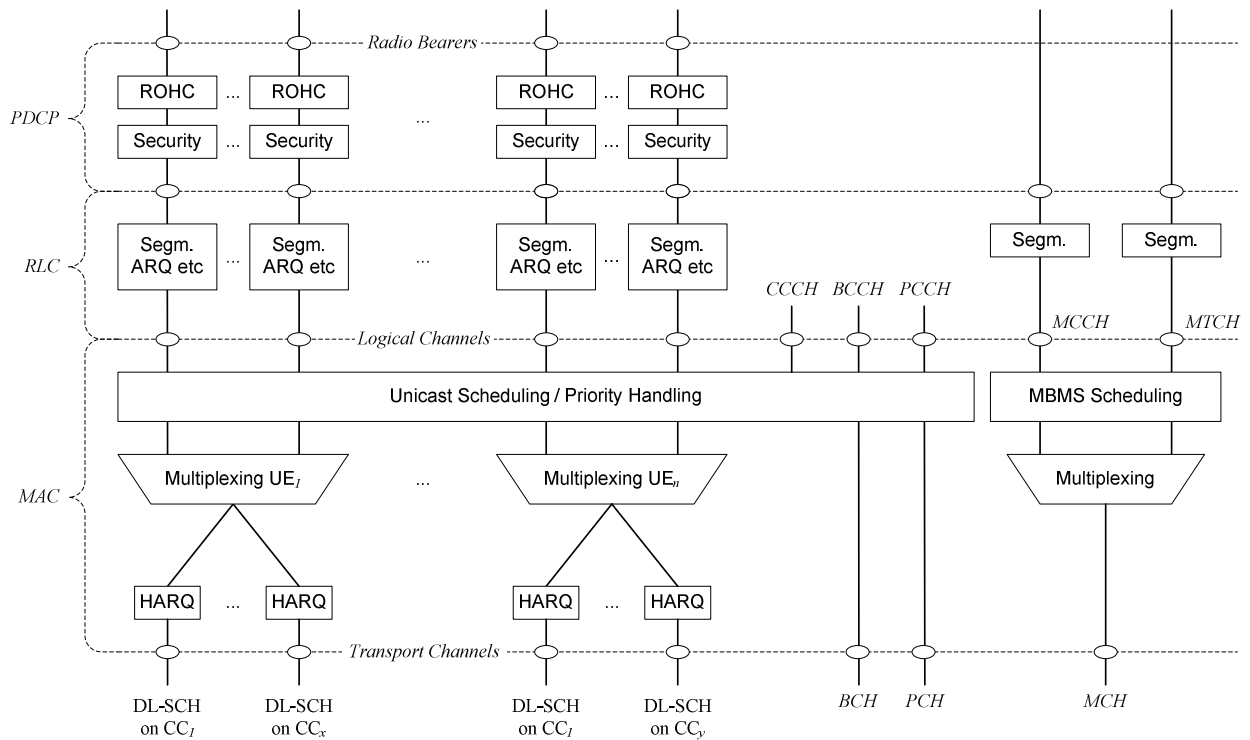 Radio Bearers
ROHC ... ROHC ... ROHC ... ROHC
PDCP
Security ... Security ... Security ... Security
Segm. ARQ etc ... Segm. ARQ etc ... Segm. ARQ etc ... Segm. ARQ etc
Segm. Segm.
RLC
CCCH BCCH PCCH
MCCH MTCH
Logical Channels
Unicast Scheduling / Priority Handling
MBMS Scheduling
Multiplexing UE1 ... Multiplexing UEn
Multiplexing
MAC
HARQ ... HARQ HARQ ... HARQ
Transport Channels
DL-SCH on CC1
DL-SCH on CCx
DL-SCH on CC1
DL-SCH on CCy
BCH PCH MCH